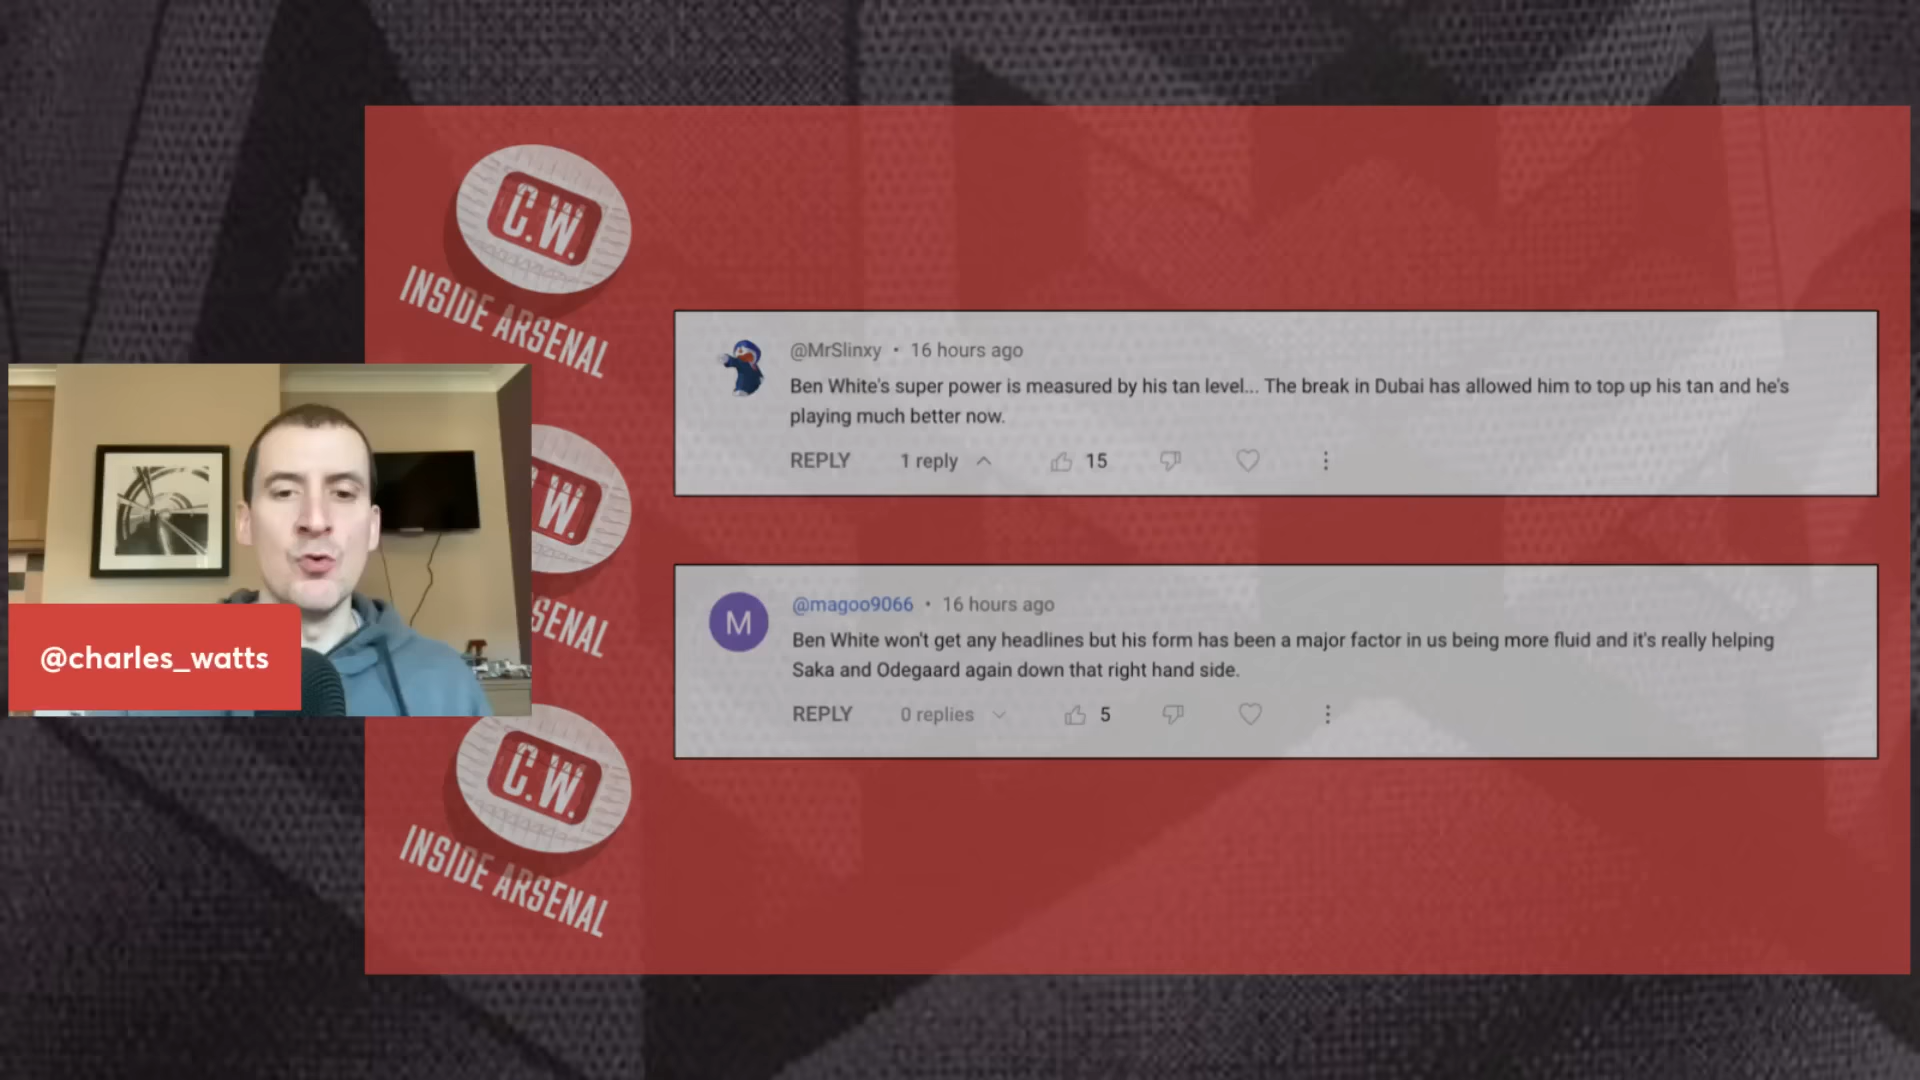 C.W.
INSIDE ARSENAL
@MrSlinxy • 16 hours ago
Ben White's super power is measured by his tan level... The break in Dubai has allowed him to top up his tan and he's
playing much better now.
REPLY 1 reply 15
W.
SENAL
@charles_watts
M
@magoo9066 • 16 hours ago
Ben White won't get any headlines but his form has been a major factor in us being more fluid and it's really helping
Saka and Odegaard again down that right hand side.
REPLY 0 replies 5
C.W.
INSIDE ARSENAL